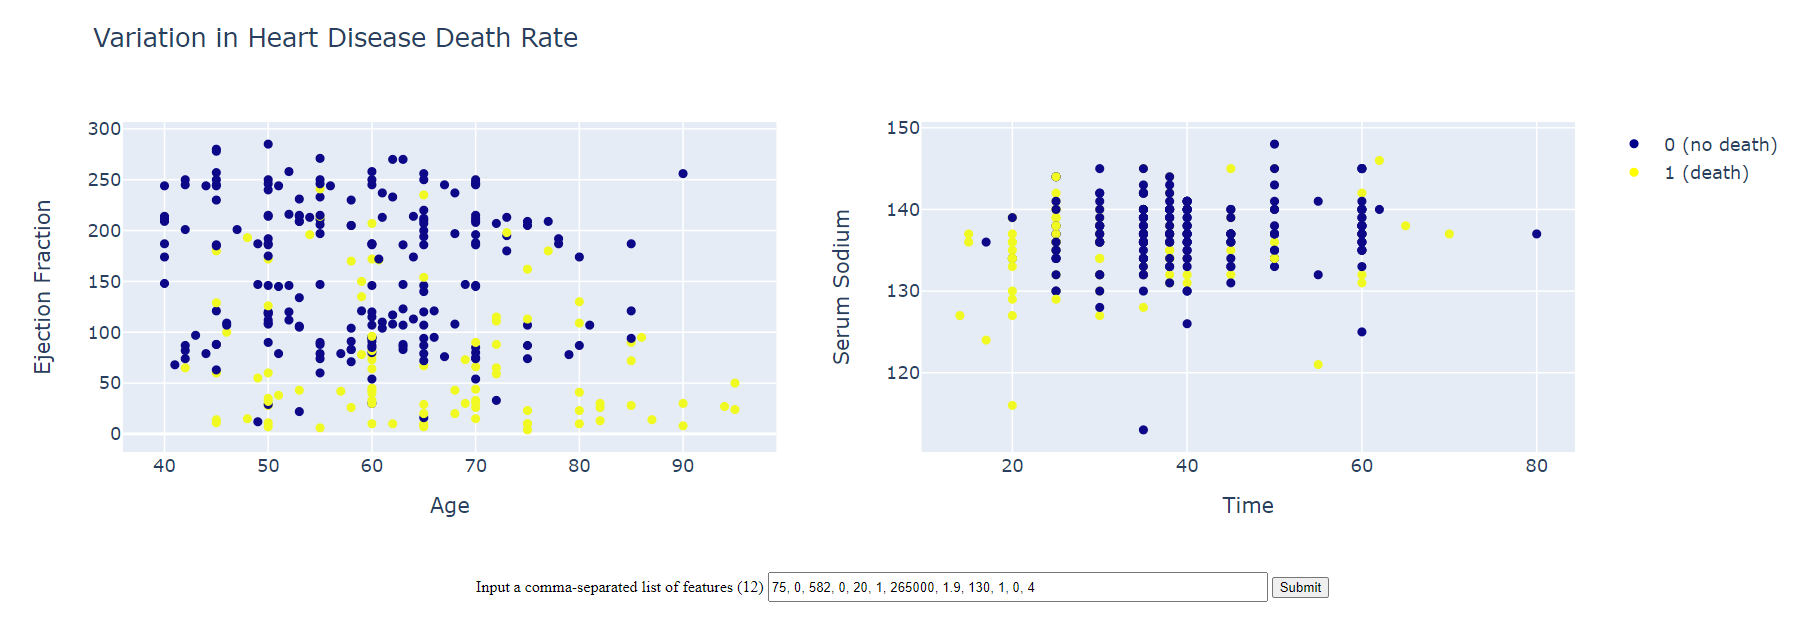 Variation in Heart Disease Death Rate
300
250
200
150
100
50
0
Ejection Fraction
40 50 60 70 80 90
Age
150
140
130
120
Serum Sodium
20 40 60 80
Time
0 (no death)
1 (death)
Input a comma-separated list of features (12) 75, 0, 582, 0, 20, 1, 265000, 1.9, 130, 1, 0, 4 Submit